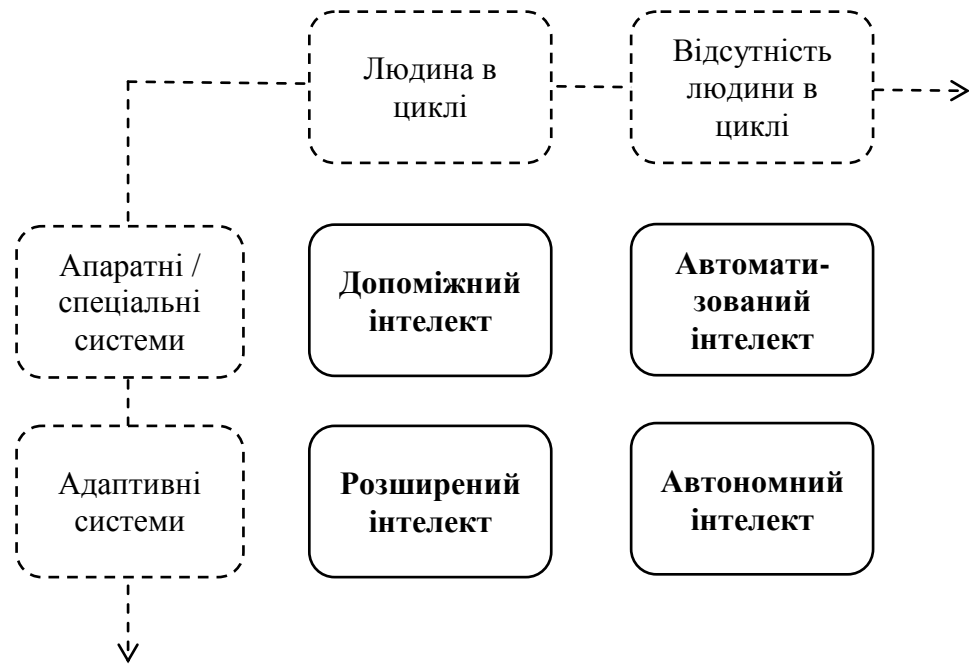 Людина в
циклі
Відсутність
людини в
циклі
Апаратні /
спеціальні
системи
Допоміжний
інтелект
Автомати-
зований
інтелект
Адаптивні
системи
Розширений
інтелект
Автономний
інтелект